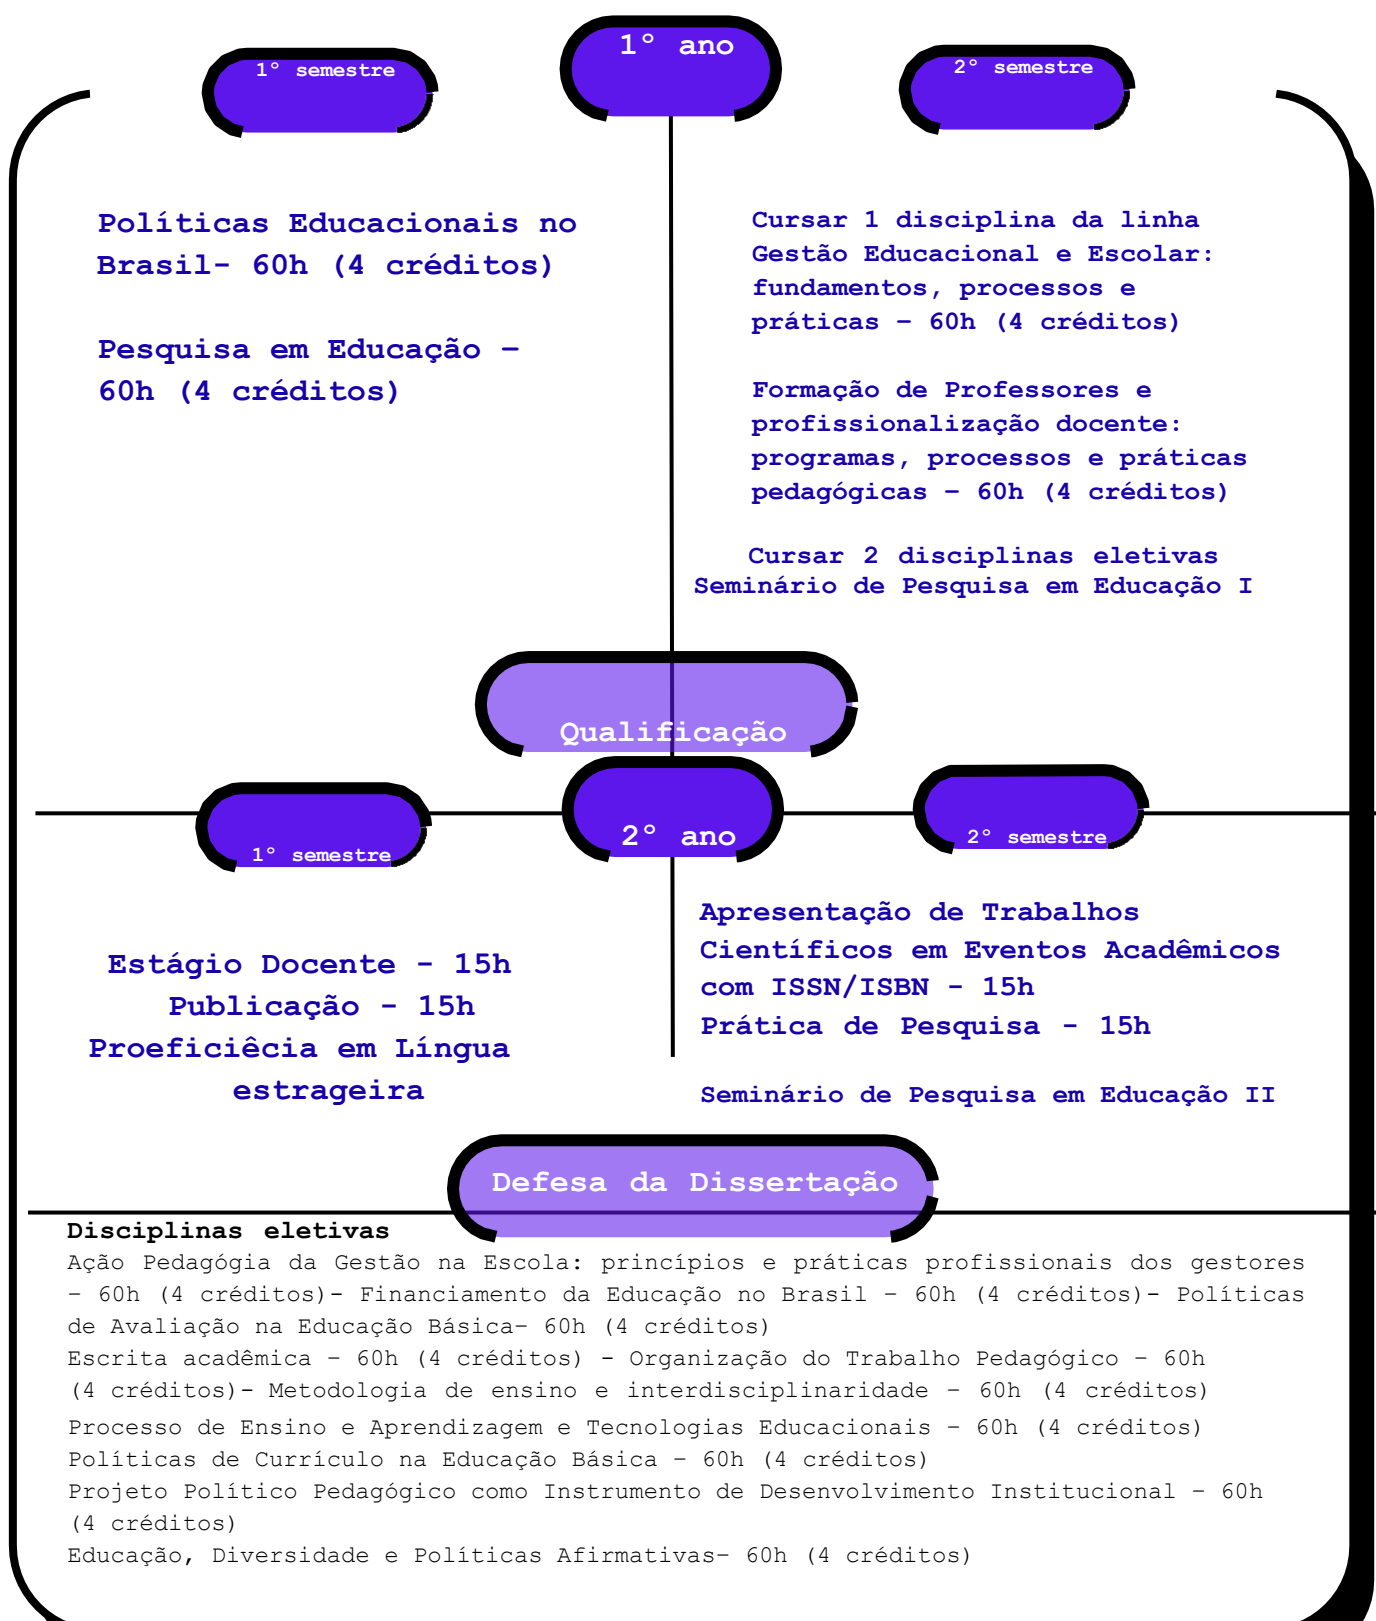 1° ano
1° semestre
2° semestre
Políticas Educacionais no
Brasil- 60h (4 créditos)
Pesquisa em Educação –
60h (4 créditos)
Cursar 1 disciplina da linha
Gestão Educacional e Escolar:
fundamentos, processos e
práticas – 60h (4 créditos)
Formação de Professores e
profissionalização docente:
programas, processos e práticas
pedagógicas – 60h (4 créditos)
Cursar 2 disciplinas eletivas
Seminário de Pesquisa em Educação I
Qualificação
2° ano
1° semestre
2° semestre
Estágio Docente - 15h
Publicação - 15h
Proeficiêcia em Língua
estrageira
Apresentação de Trabalhos
Científicos em Eventos Acadêmicos
com ISSN/ISBN - 15h
Prática de Pesquisa - 15h
Seminário de Pesquisa em Educação II
Defesa da Dissertação
Disciplinas eletivas
Ação Pedagógia da Gestão na Escola: princípios e práticas profissionais dos gestores
– 60h (4 créditos)- Financiamento da Educação no Brasil – 60h (4 créditos)- Políticas
de Avaliação na Educação Básica– 60h (4 créditos)
Escrita acadêmica – 60h (4 créditos) - Organização do Trabalho Pedagógico – 60h
(4 créditos)- Metodologia de ensino e interdisciplinaridade – 60h (4 créditos)
Processo de Ensino e Aprendizagem e Tecnologias Educacionais – 60h (4 créditos)
Políticas de Currículo na Educação Básica – 60h (4 créditos)
Projeto Político Pedagógico como Instrumento de Desenvolvimento Institucional – 60h
(4 créditos)
Educação, Diversidade e Políticas Afirmativas– 60h (4 créditos)